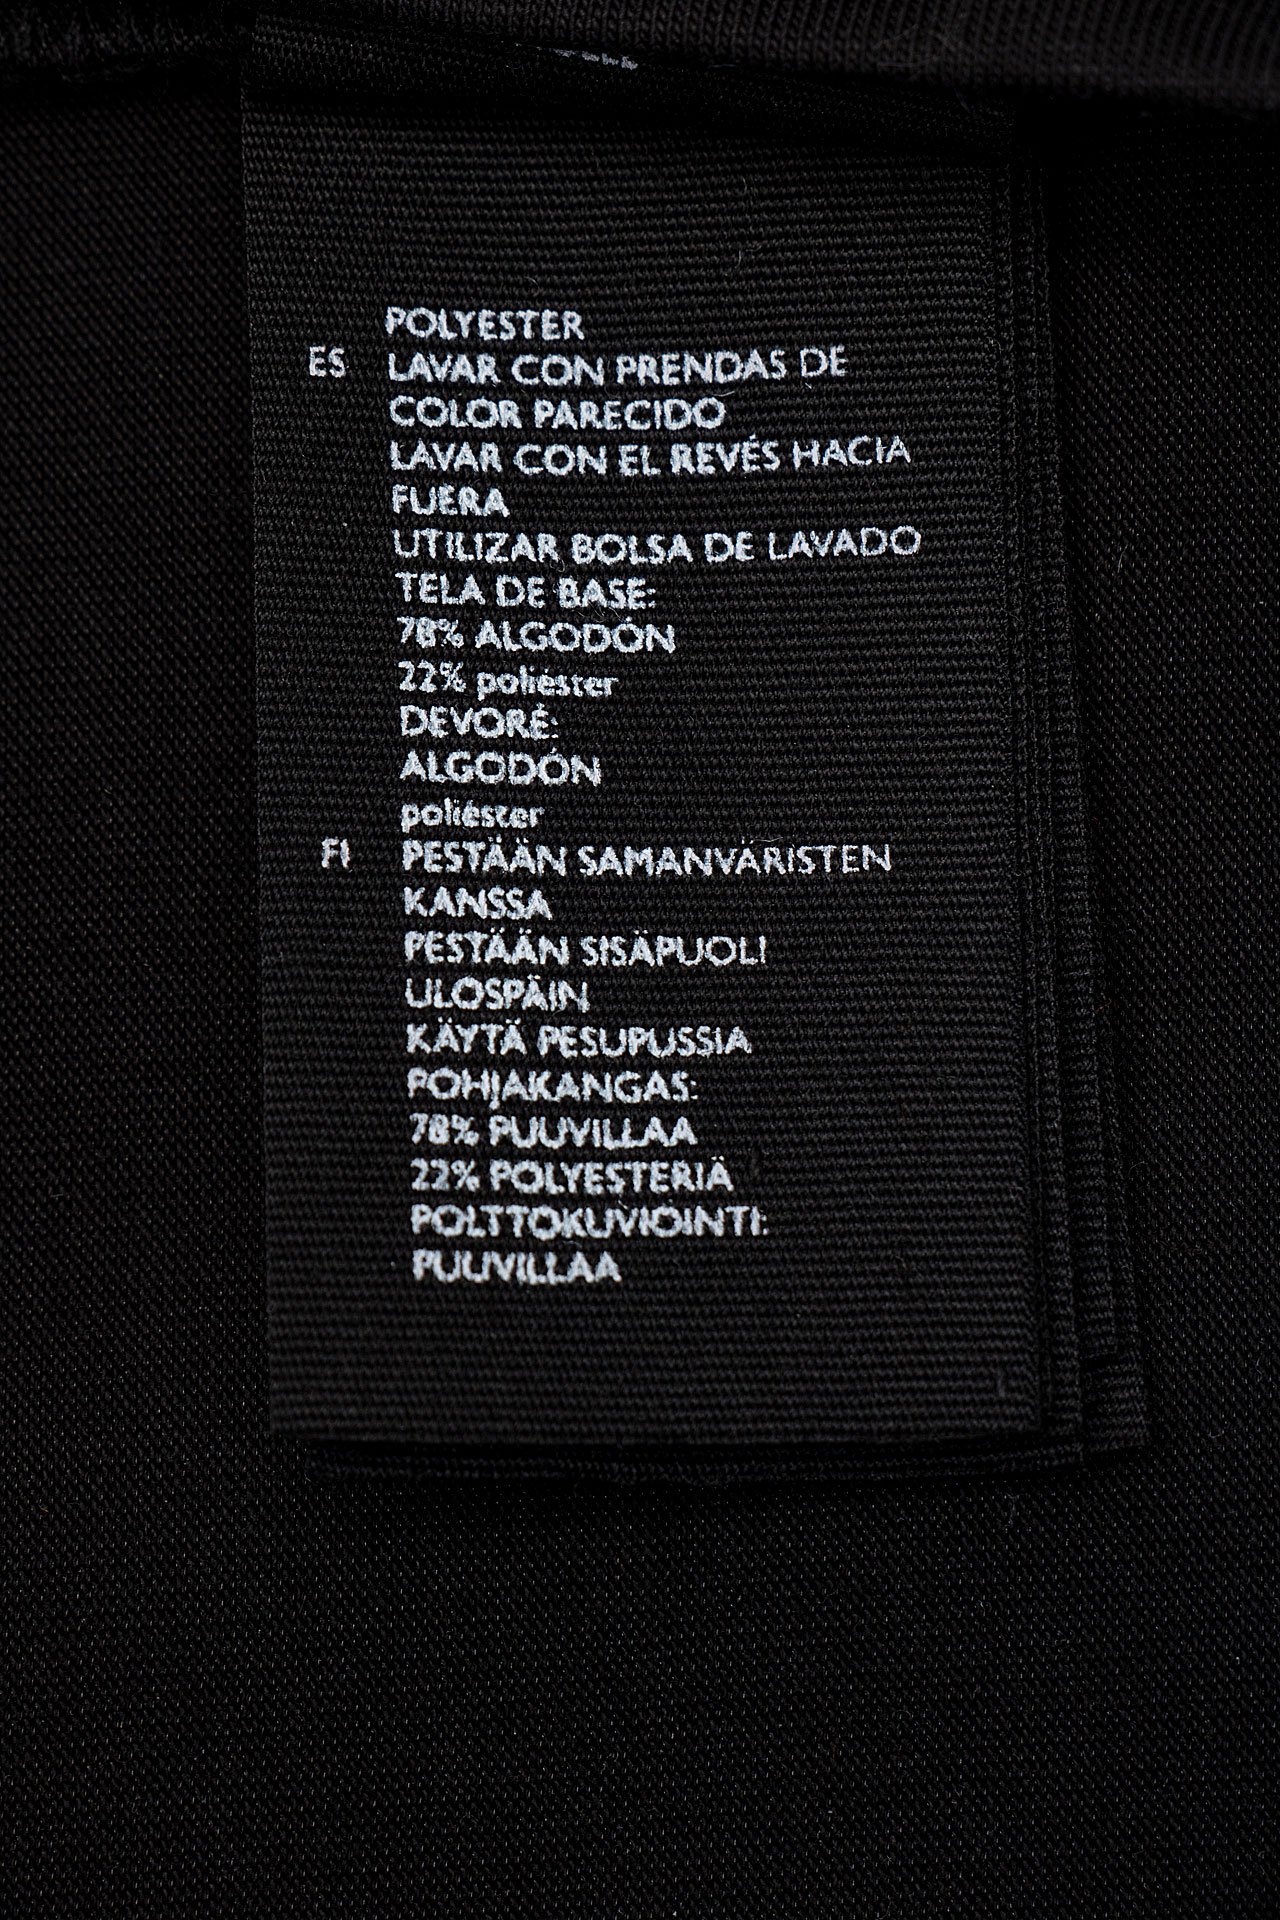 POLYESTER
ES LAVAR CON PRENDAS DE
COLOR PARECIDO
LAVAR CON EL REVÉS HACIA
FUERA
UTILIZAR BOLSA DE LAVADO
TELA DE BASE:
78% ALGODÓN
22% poliéster
DEVORÉ:
ALGODÓN
poliéster
FI PESTÄÄN SAMANVÄRISTEN
KANSSA
PESTÄÄN SISÄPUOLI
ULOSPÄIN
KÄYTÄ PESUPUSSIA
POHJAKANGAS:
78% PUUVILLAA
22% POLYESTERIÄ
POLTTOKUVIOINTI:
PUUVILLAA